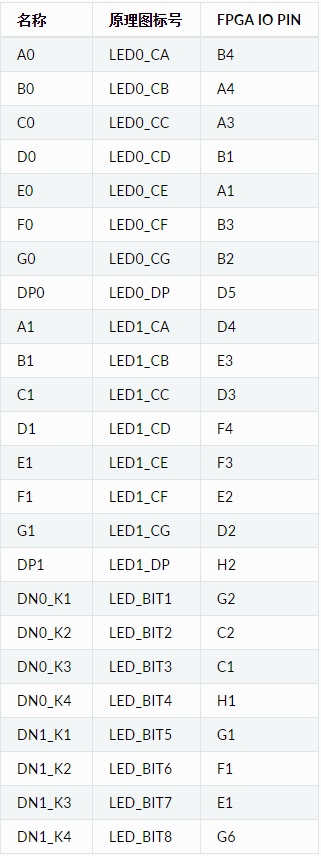 名称 原理图标号 FPGA IO PIN
A0 LED0_CA B4
B0 LED0_CB A4
C0 LED0_CC A3
D0 LED0_CD B1
E0 LED0_CE A1
F0 LED0_CF B3
G0 LED0_CG B2
DP0 LED0_DP D5
A1 LED1_CA D4
B1 LED1_CB E3
C1 LED1_CC D3
D1 LED1_CD F4
E1 LED1_CE F3
F1 LED1_CF E2
G1 LED1_CG D2
DP1 LED1_DP H2
DN0_K1 LED_BIT1 G2
DN0_K2 LED_BIT2 C2
DN0_K3 LED_BIT3 C1
DN0_K4 LED_BIT4 H1
DN1_K1 LED_BIT5 G1
DN1_K2 LED_BIT6 F1
DN1_K3 LED_BIT7 E1
DN1_K4 LED_BIT8 G6